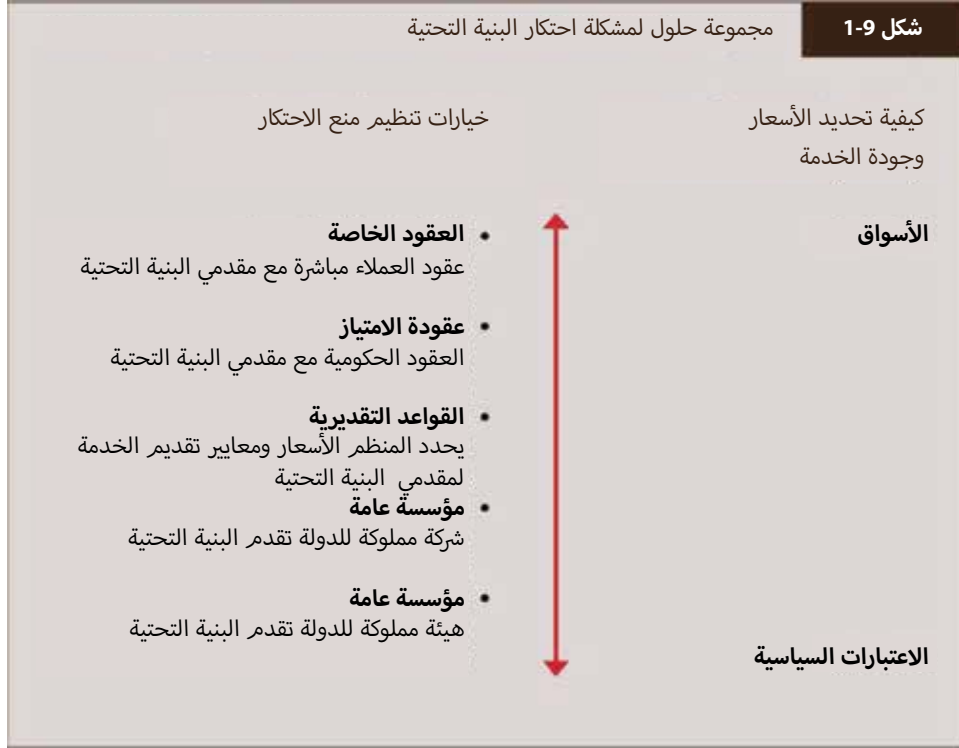 شكل 9-1 مجموعة حلول لمشكلة احتكار البنية التحتية
كيفية تحديد الأسعار
وجودة الخدمة
خيارات تنظيم منع الاحتكار
الأسواق
• العقود الخاصة
عقود العملاء مباشرة مع مقدمي البنية التحتية
• عقودة الامتياز
العقود الحكومية مع مقدمي البنية التحتية
• القواعد التقديرية
يحدد المنظم الأسعار ومعايير تقديم الخدمة
لمقدمي البنية التحتية
• مؤسسة عامة
شركة مملوكة للدولة تقدم البنية التحتية
• مؤسسة عامة
هيئة مملوكة للدولة تقدم البنية التحتية
الاعتبارات السياسية